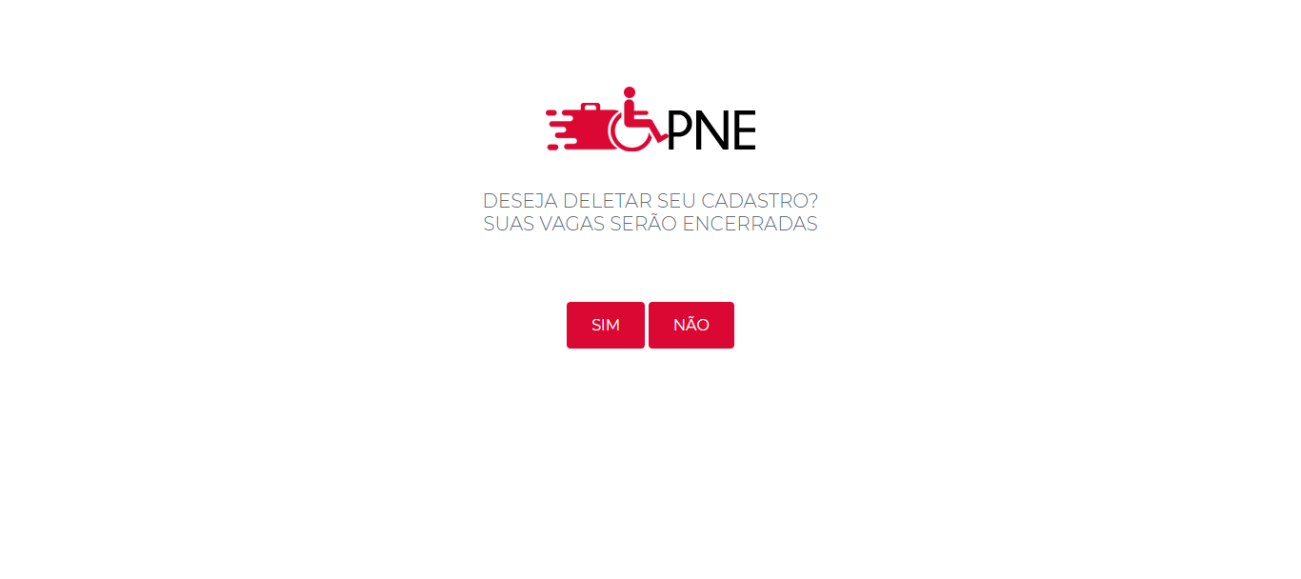 PNE
DESEJA DELETAR SEU CADASTRO?
SUAS VAGAS SERÃO ENCERRADAS
SIM NÃO